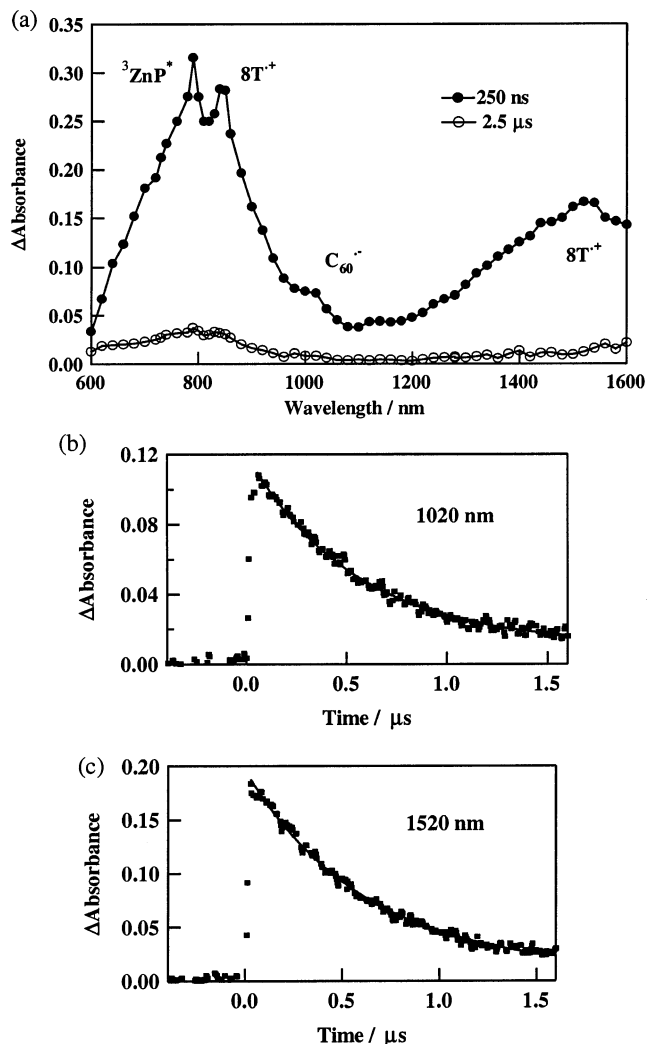 (a)
0.35
0.30
0.25
0.20
0.15
0.10
0.05
0.00
ΔAbsorbance
³ZnP*
8T·+
250 ns
2.5 μs
C₆₀·-
8T·+
600 800 1000 1200 1400 1600
Wavelength / nm
(b)
0.12
0.08
0.04
0.00
ΔAbsorbance
1020 nm
0.0 0.5 1.0 1.5
Time / μs
(c)
0.20
0.15
0.10
0.05
0.00
ΔAbsorbance
1520 nm
0.0 0.5 1.0 1.5
Time / μs